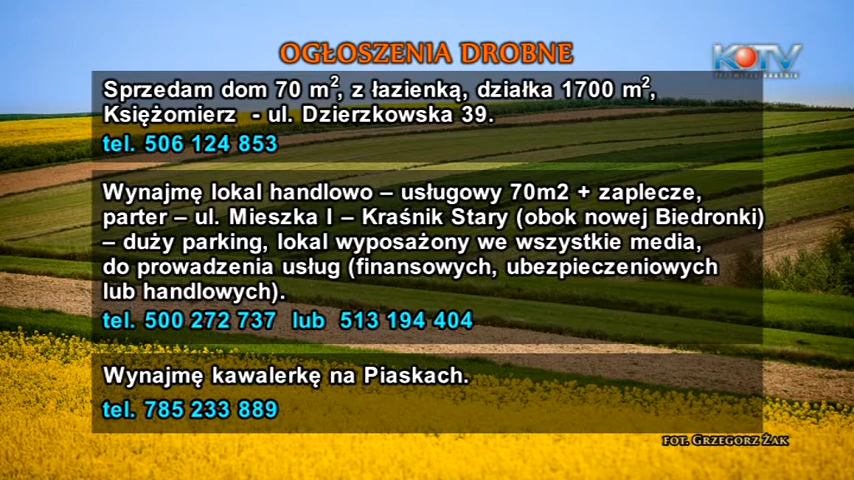 OGŁOSZENIA DROBNE
KOTV
Sprzedam dom 70 m², z łazienką, działka 1700 m²,
Księżomierz - ul. Dzierzkowska 39.
tel. 506 124 853
Wynajmę lokal handlowo – usługowy 70m2 + zaplecze,
parter – ul. Mieszka I – Kraśnik Stary (obok nowej Biedronki)
– duży parking, lokal wyposażony we wszystkie media,
do prowadzenia usług (finansowych, ubezpieczeniowych
lub handlowych).
tel. 500 272 737 lub 513 194 404
Wynajmę kawalerkę na Piaskach.
tel. 785 233 889
FOT. GRZEGORZ ŻAK